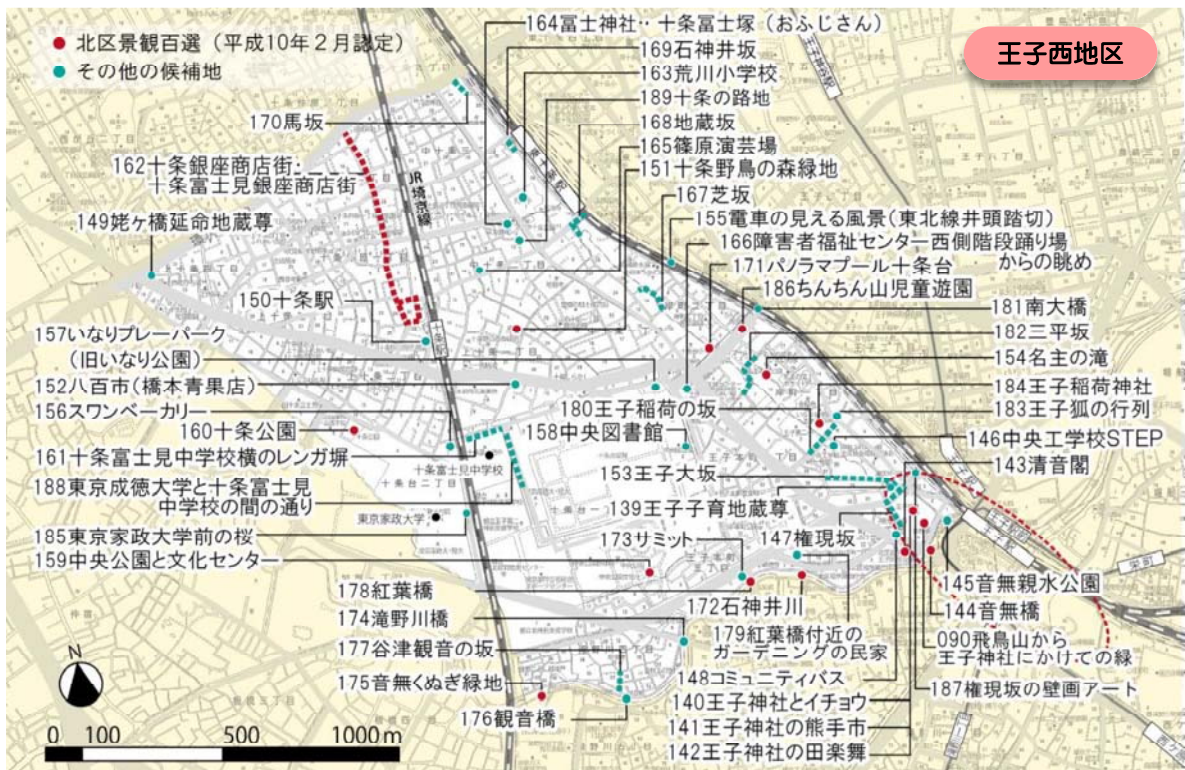 北区景観百選（平成10年２月認定）
その他の候補地
王子西地区
164冨士神社‥十条冨士塚（おふじさん）
169石神井坂
163荒川小学校
189十条の路地
168地蔵坂
165篠原演芸場
151十条野鳥の森緑地
167芝坂
155電車の見える風景（東北線井頭踏切）
166障害者福祉センター西側階段踊り場
からの眺め
171パノラマプール十条台
186ちんちん山児童遊園
181南大橋
182三平坂
154名主の滝
184王子稲荷神社
183王子狐の行列
146中央工学校STEP
143清音閣
170馬坂
162十条銀座商店街・
十条富士見銀座商店街
JR埼京線
149姥ヶ橋延命地蔵尊
150十条駅
157いなりプレーパーク
（旧いなり公園）
152八百市（橋木青果店）
156スワンベーカリー
160十条公園
161十条富士見中学校横のレンガ塀
188東京成徳大学と十条富士見
中学校の間の通り
185東京家政大学前の桜
159中央公園と文化センター
十条富士見中学校
東京家政大学
180王子稲荷の坂
158中央図書館
153王子大坂
139王子子育地蔵尊
173サミット
147権現坂
178紅葉橋
174滝野川橋
177谷津観音の坂
175音無くぬぎ緑地
176観音橋
172石神井川
179紅葉橋付近の
ガーデニングの民家
148コミュニティバス
140王子神社とイチョウ
141王子神社の熊手市
142王子神社の田楽舞
145音無親水公園
144音無橋
090飛鳥山から
王子神社にかけての緑
187権現坂の壁画アート
N
0 100 500 1000m